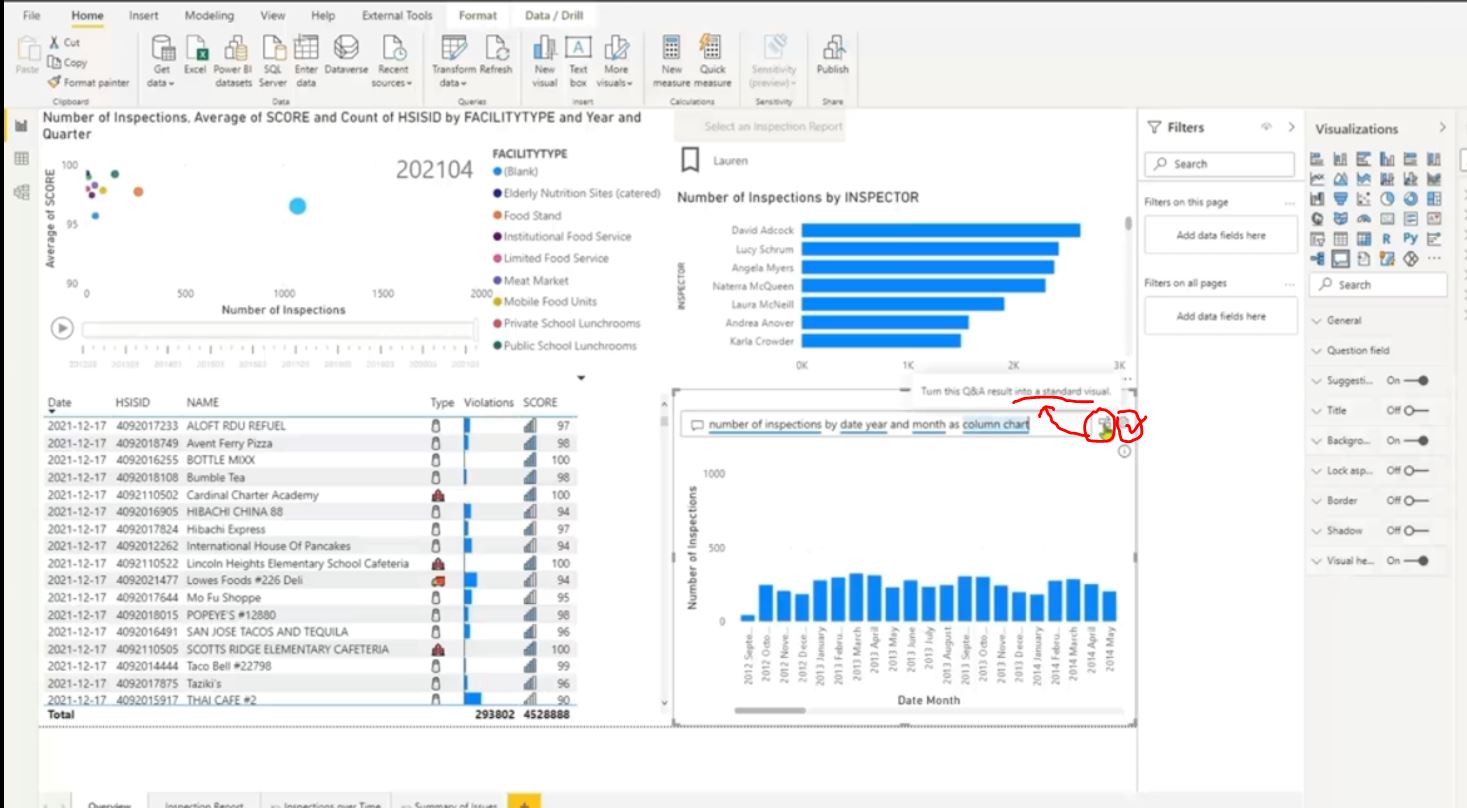 File Home Insert Modeling View Help External Tools Format Data / Drill
Paste
Cut
Copy
Format painter
Clipboard
Get data
Excel
Power BI datasets
SQL Server
Enter data
Dataverse
Recent sources
Data
Transform data
Refresh
Queries
New visual
Text box
More visuals
Insert
New measure
Quick measure
Calculations
Sensitivity (preview)
Sensitivity
Publish
Share
Number of Inspections, Average of SCORE and Count of HSISID by FACILITYTYPE and Year and
Quarter
202104
Average of SCORE
100
95
90
0 500 1000 1500 2000
Number of Inspections
FACILITYTYPE
(Blank)
Elderly Nutrition Sites (catered)
Food Stand
Institutional Food Service
Limited Food Service
Meat Market
Mobile Food Units
Private School Lunchrooms
Public School Lunchrooms
Select an Inspection Report
Lauren
Number of Inspections by INSPECTOR
INSPECTOR
David Adcock
Lucy Schrum
Angela Myers
Naterra McQueen
Laura McNeill
Andrea Anover
Karla Crowder
0K 1K 2K 3K
Date HSISID NAME Type Violations SCORE
2021-12-17 4092017233 ALOFT RDU REFUEL 97
2021-12-17 4092018749 Avent Ferry Pizza 98
2021-12-17 4092016255 BOTTLE MIXX 100
2021-12-17 4092018108 Bumble Tea 98
2021-12-17 4092110502 Cardinal Charter Academy 100
2021-12-17 4092016905 HIBACHI CHINA 88 94
2021-12-17 4092017824 Hibachi Express 97
2021-12-17 4092012262 International House Of Pancakes 94
2021-12-17 4092110522 Lincoln Heights Elementary School Cafeteria 100
2021-12-17 4092021477 Lowes Foods #226 Deli 94
2021-12-17 4092017644 Mo Fu Shoppe 95
2021-12-17 4092018015 POPEYE'S #12880 98
2021-12-17 4092016491 SAN JOSE TACOS AND TEQUILA 96
2021-12-17 4092110505 SCOTTS RIDGE ELEMENTARY CAFETERIA 100
2021-12-17 4092014444 Taco Bell #22798 99
2021-12-17 4092017875 Taziki's 96
2021-12-17 4092015917 THAI CAFE #2 90
Total 293802 4528888
Turn this Q&A result into a standard visual.
number of inspections by date year and month as column chart
Number of Inspections
1000
500
0
2012 Septe...
2012 Octo...
2012 Nove...
2012 Dece...
2013 January
2013 Febru...
2013 March
2013 April
2013 May
2013 June
2013 July
2013 August
2013 Septe...
2013 Octo...
2013 Nove...
2013 Dece...
2014 January
2014 Febru...
2014 March
2014 April
2014 May
Date Month
Filters
Search
Filters on this page ...
Add data fields here
Filters on all pages ...
Add data fields here
Visualizations
R Py
Search
General
Question field
Suggesti... On
Title Off
Backgro... On
Lock asp... Off
Border Off
Shadow Off
Visual he... On
Overview Inspection Report Inspections over Time Summary of Issues +